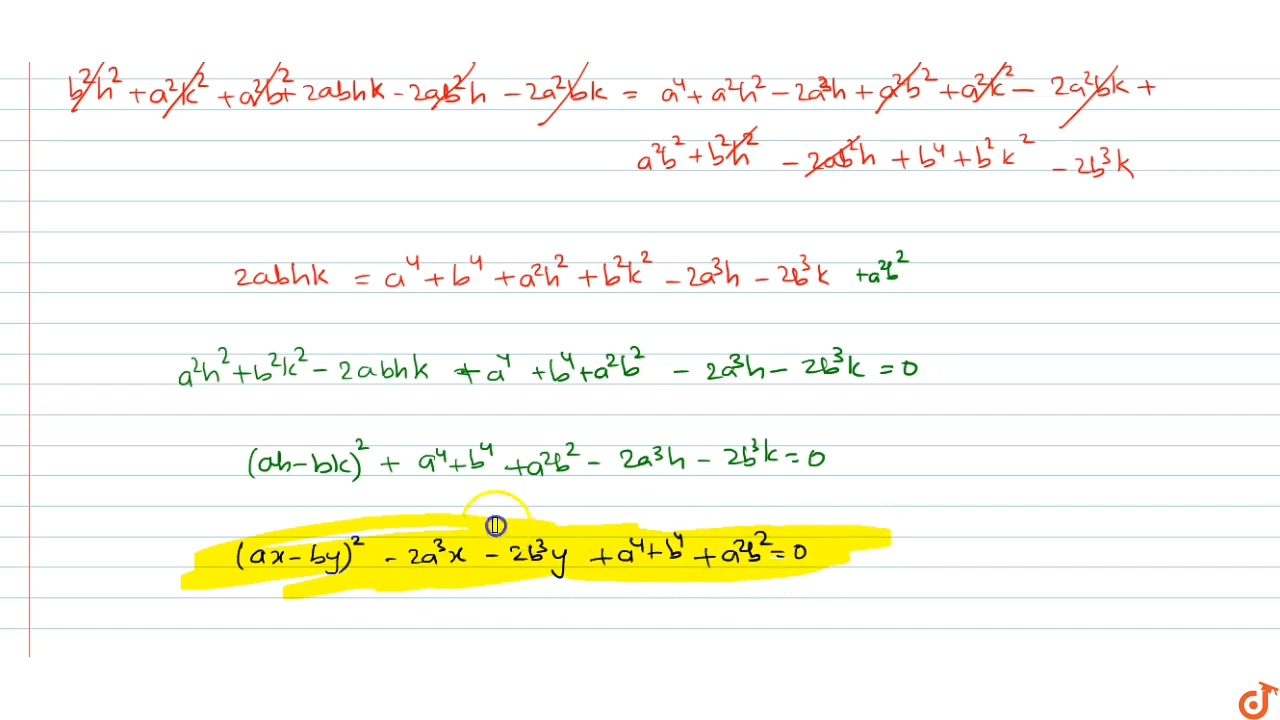 b²h² + a²k² + a²b² + 2abhk - 2ab²h - 2a²bk = a⁴ + a²h² - 2a³h + a²b² + a²k² - 2a²bk +
a²b² + b²h² - 2ab²h + b⁴ + b²k² - 2b³k
2abhk = a⁴ + b⁴ + a²h² + b²k² - 2a³h - 2b³k + a²b²
a²h² + b²k² - 2abhk + a⁴ + b⁴ + a²b² - 2a³h - 2b³k = 0
(ah - bk)² + a⁴ + b⁴ + a²b² - 2a³h - 2b³k = 0
(ax - by)² - 2a³x - 2b³y + a⁴ + b⁴ + a²b² = 0